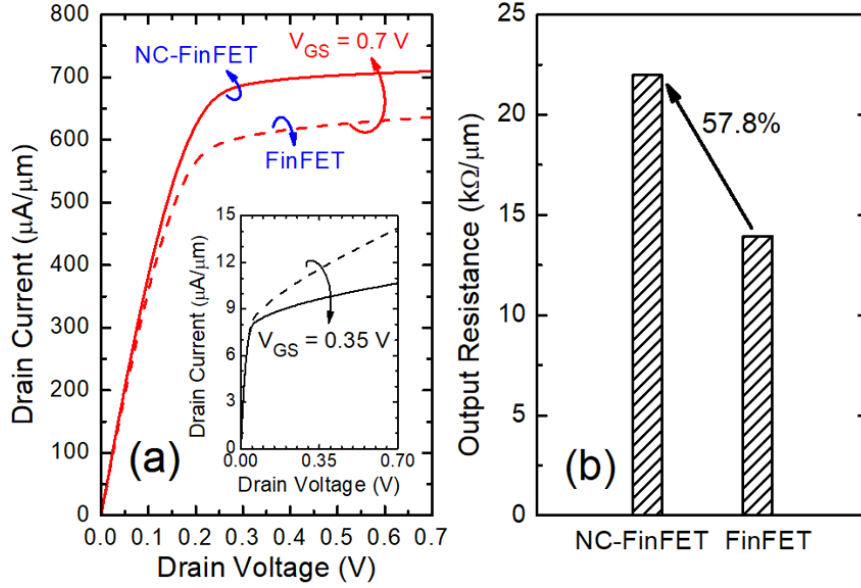 800
700
600
500
400
300
200
100
0
Drain Current (μA/μm)
NC-FinFET
V_GS = 0.7 V
FinFET
15
12
9
6
3
0
Drain Current (μA/μm)
V_GS = 0.35 V
0.00 0.35 0.70
Drain Voltage (V)
(a)
0.0 0.1 0.2 0.3 0.4 0.5 0.6 0.7
Drain Voltage (V)
25
20
15
10
5
0
Output Resistance (kΩ/μm)
57.8%
(b)
NC-FinFET FinFET